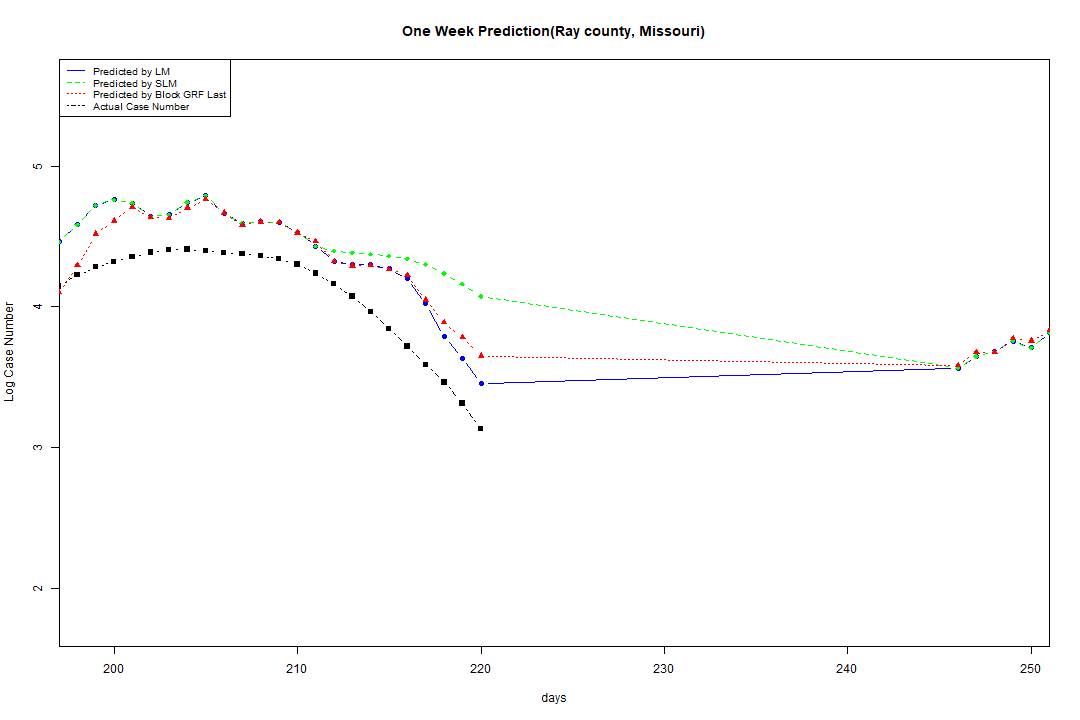 One Week Prediction(Ray county, Missouri)
Predicted by LM
Predicted by SLM
Predicted by Block GRF Last
Actual Case Number
5
4
3
2
Log Case Number
200 210 220 230 240 250
days